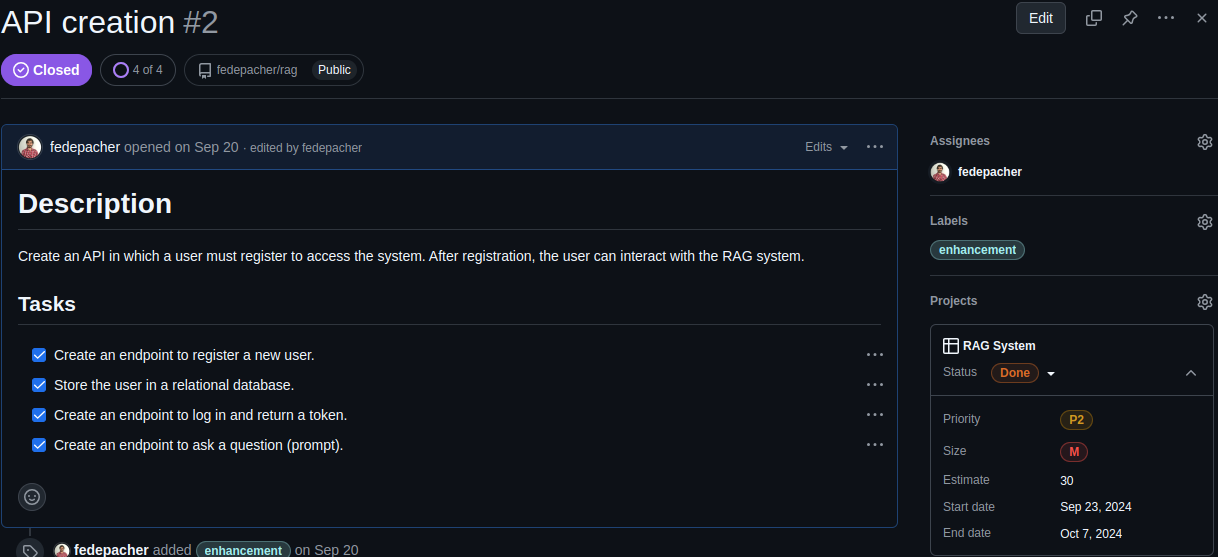 API creation #2
Edit
Closed
4 of 4
fedepacher/rag
Public
fedepacher opened on Sep 20 · edited by fedepacher
Edits
Description
Create an API in which a user must register to access the system. After registration, the user can interact with the RAG system.
Tasks
Create an endpoint to register a new user.
Store the user in a relational database.
Create an endpoint to log in and return a token.
Create an endpoint to ask a question (prompt).
fedepacher added enhancement on Sep 20
Assignees
fedepacher
Labels
enhancement
Projects
RAG System
Status Done
Priority P2
Size M
Estimate 30
Start date Sep 23, 2024
End date Oct 7, 2024